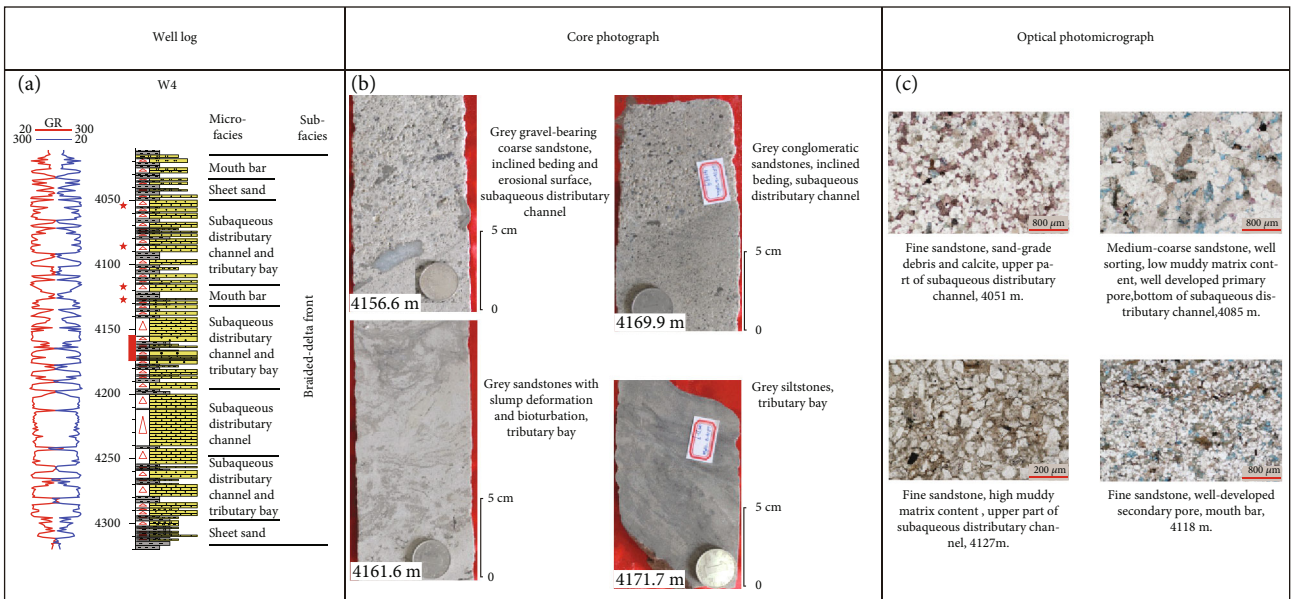 Well log
Core photograph
Optical photomicrograph
(a)
W4
GR
20 300
300 20
Micro-
facies
Sub-
facies
Mouth bar
Sheet sand
Subaqueous
distributary
channel and
tributary bay
Mouth bar
Subaqueous
distributary
channel and
tributary bay
Subaqueous
distributary
channel
Subaqueous
distributary
channel and
tributary bay
Sheet sand
Braided-delta front
4050
4100
4150
4200
4250
4300
(b)
Grey gravel-bearing
coarse sandstone,
inclined beding and
erosional surface,
subaqueous distributary
channel
5 cm
0
4156.6 m
Grey conglomeratic
sandstones, inclined
beding, subaqueous
distributary channel
5 cm
0
4169.9 m
Grey sandstones with
slump deformation
and bioturbation,
tributary bay
5 cm
0
4161.6 m
Grey siltstones,
tributary bay
5 cm
0
4171.7 m
(c)
800 μm
Fine sandstone, sand-grade
debris and calcite, upper pa-
rt of subaqueous distributary
channel, 4051 m.
800 μm
Medium-coarse sandstone, well
sorting, low muddy matrix cont-
ent, well developed primary
pore,bottom of subaqueous dis-
tributary channel,4085 m.
200 μm
Fine sandstone, high muddy
matrix content , upper part of
subaqueous distributary chan-
nel, 4127m.
800 μm
Fine sandstone, well-developed
secondary pore, mouth bar,
4118 m.